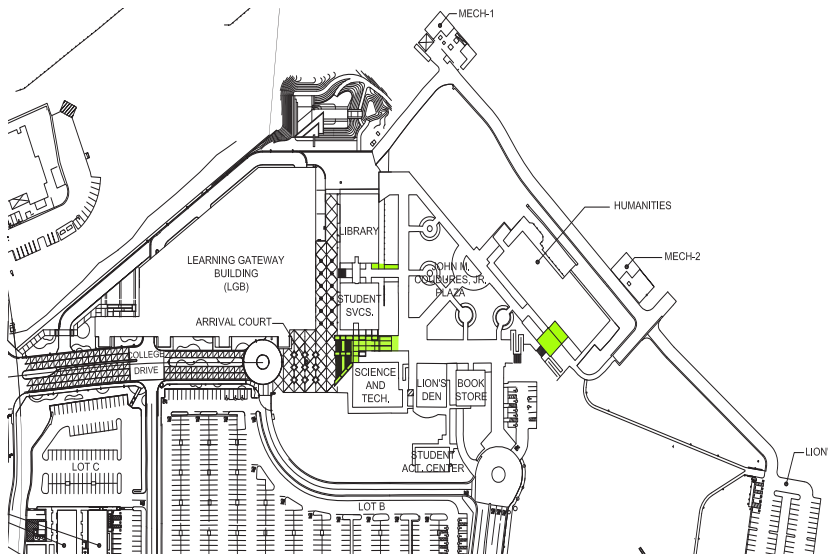 MECH-1
HUMANITIES
LIBRARY
MECH-2
LEARNING GATEWAY
BUILDING
(LGB)
JOHN M.
COUDURES, JR.
PLAZA
STUDENT
SVCS.
ARRIVAL COURT
COLLEGE
DRIVE
SCIENCE
AND
TECH.
LION'S
DEN
BOOK
STORE
STUDENT
ACT. CENTER
LION'
LOT C
LOT B